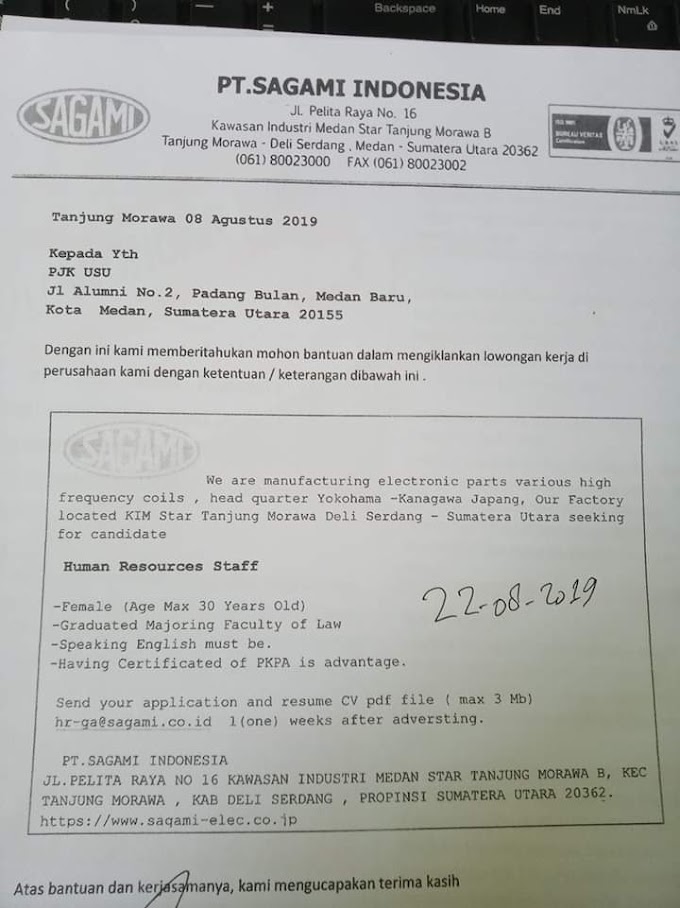 Backspace Home End NmLk
PT.SAGAMI INDONESIA
SAGAMI
JL. Pelita Raya No. 16
Kawasan Industri Medan Star Tanjung Morawa B
Tanjung Morawa - Deli Serdang , Medan - Sumatera Utara 20362
(061) 80023000 FAX (061) 80023002
BUREAU VERITAS
Certification
Tanjung Morawa 08 Agustus 2019
Kepada Yth
PJK USU
Jl Alumni No.2, Padang Bulan, Medan Baru,
Kota Medan, Sumatera Utara 20155
Dengan ini kami memberitahukan mohon bantuan dalam mengiklankan lowongan kerja di
perusahaan kami dengan ketentuan / keterangan dibawah ini .
SAGAMI
We are manufacturing electronic parts various high
frequency coils , head quarter Yokohama -Kanagawa Japang, Our Factory
located KIM Star Tanjung Morawa Deli Serdang - Sumatera Utara seeking
for candidate
Human Resources Staff
22-08-2019
-Female (Age Max 30 Years Old)
-Graduated Majoring Faculty of Law
-Speaking English must be.
-Having Certificated of PKPA is advantage.
Send your application and resume CV pdf file ( max 3 Mb)
hr-ga@sagami.co.id 1(one) weeks after adversting.
PT.SAGAMI INDONESIA
JL.PELITA RAYA NO 16 KAWASAN INDUSTRI MEDAN STAR TANJUNG MORAWA B, KEC
TANJUNG MORAWA , KAB DELI SERDANG , PROPINSI SUMATERA UTARA 20362.
https://www.sagami-elec.co.jp
Atas bantuan dan kerjasamanya, kami mengucapakan terima kasih